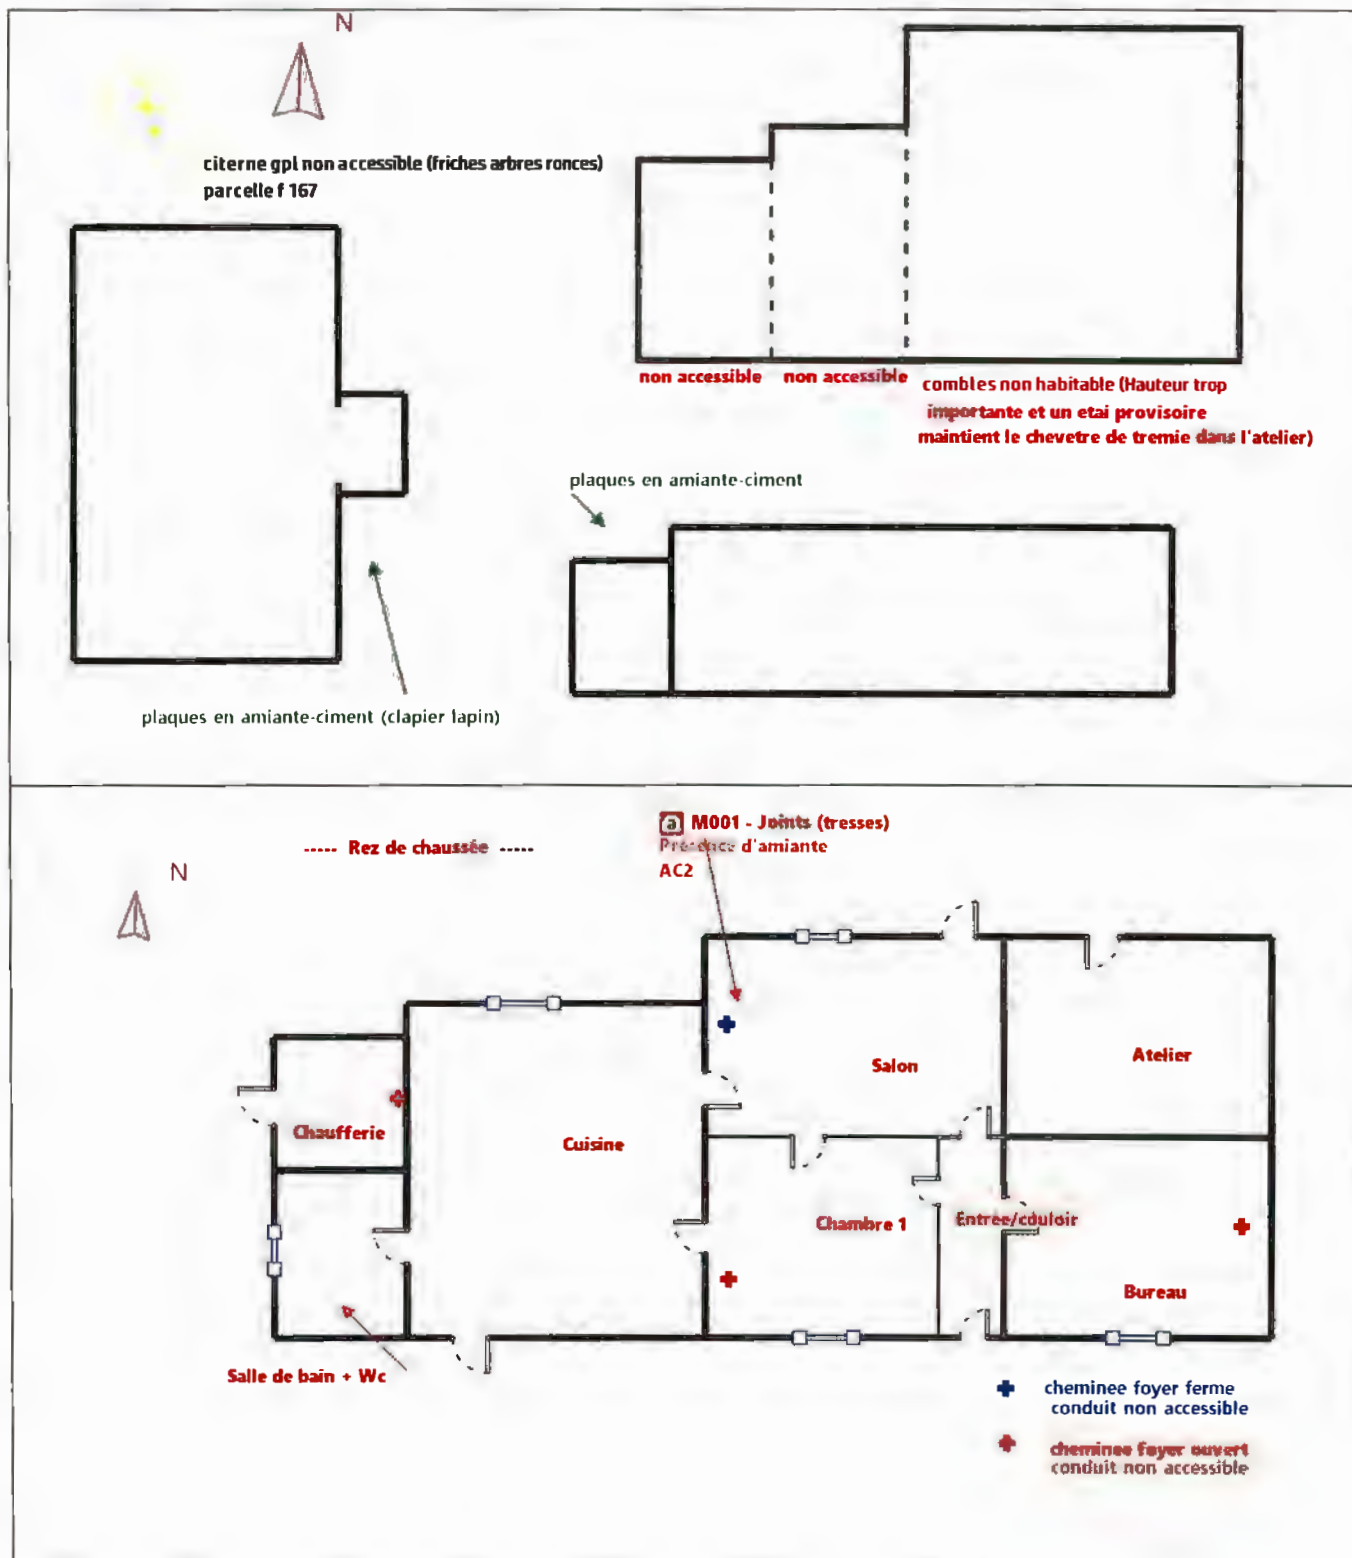 N
citerne gpl non accessible (friches arbres ronces)
parcelle f 167
non accessible
non accessible
combles non habitable (Hauteur trop
importante et un etai provisoire
maintient le chevetre de tremie dans l'atelier)
plaques en amiante-ciment
plaques en amiante-ciment (clapier lapin)
----- Rez de chaussée -----
N
a M001 - Joints (tresses)
Présence d'amiante
AC2
Salon
Atelier
Chaufferie
Cuisine
Chambre 1
Entrée/couloir
Bureau
Salle de bain + Wc
cheminee foyer ferme
conduit non accessible
cheminee foyer ouvert
conduit non accessible